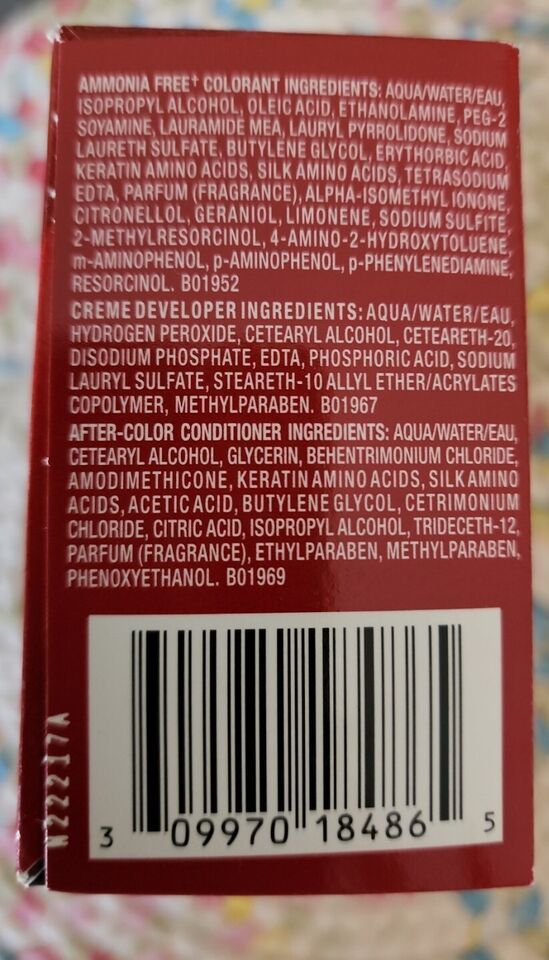 AMMONIA FREE† COLORANT INGREDIENTS: AQUA/WATER/EAU,
ISOPROPYL ALCOHOL, OLEIC ACID, ETHANOLAMINE, PEG-2
SOYAMINE, LAURAMIDE MEA, LAURYL PYRROLIDONE, SODIUM
LAURETH SULFATE, BUTYLENE GLYCOL, ERYTHORBIC ACID,
KERATIN AMINO ACIDS, SILK AMINO ACIDS, TETRASODIUM
EDTA, PARFUM (FRAGRANCE), ALPHA-ISOMETHYL IONONE,
CITRONELLOL, GERANIOL, LIMONENE, SODIUM SULFITE,
2-METHYLRESORCINOL, 4-AMINO-2-HYDROXYTOLUENE,
m-AMINOPHENOL, p-AMINOPHENOL, p-PHENYLENEDIAMINE,
RESORCINOL. B01952
CREME DEVELOPER INGREDIENTS: AQUA/WATER/EAU,
HYDROGEN PEROXIDE, CETEARYL ALCOHOL, CETEARETH-20,
DISODIUM PHOSPHATE, EDTA, PHOSPHORIC ACID, SODIUM
LAURYL SULFATE, STEARETH-10 ALLYL ETHER/ACRYLATES
COPOLYMER, METHYLPARABEN. B01967
AFTER-COLOR CONDITIONER INGREDIENTS: AQUA/WATER/EAU,
CETEARYL ALCOHOL, GLYCERIN, BEHENTRIMONIUM CHLORIDE,
AMODIMETHICONE, KERATIN AMINO ACIDS, SILK AMINO
ACIDS, ACETIC ACID, BUTYLENE GLYCOL, CETRIMONIUM
CHLORIDE, CITRIC ACID, ISOPROPYL ALCOHOL, TRIDECETH-12,
PARFUM (FRAGRANCE), ETHYLPARABEN, METHYLPARABEN,
PHENOXYETHANOL. B01969
N22217A
3 09970 18486 5